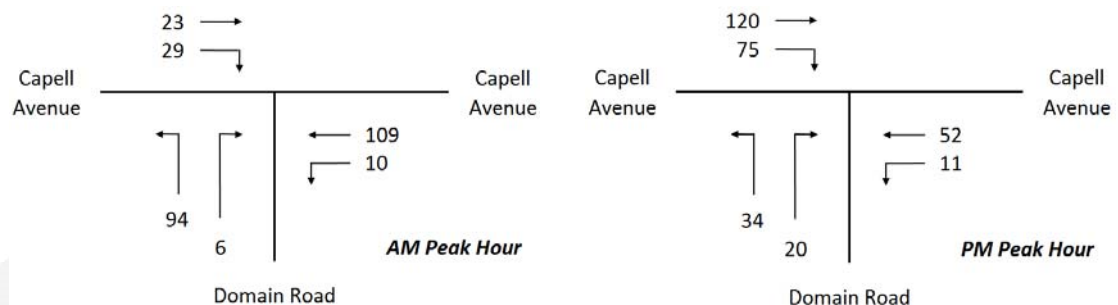 23
29
Capell
Avenue
Capell
Avenue
109
10
94
6
AM Peak Hour
Domain Road
120
75
Capell
Avenue
Capell
Avenue
52
11
34
20
PM Peak Hour
Domain Road